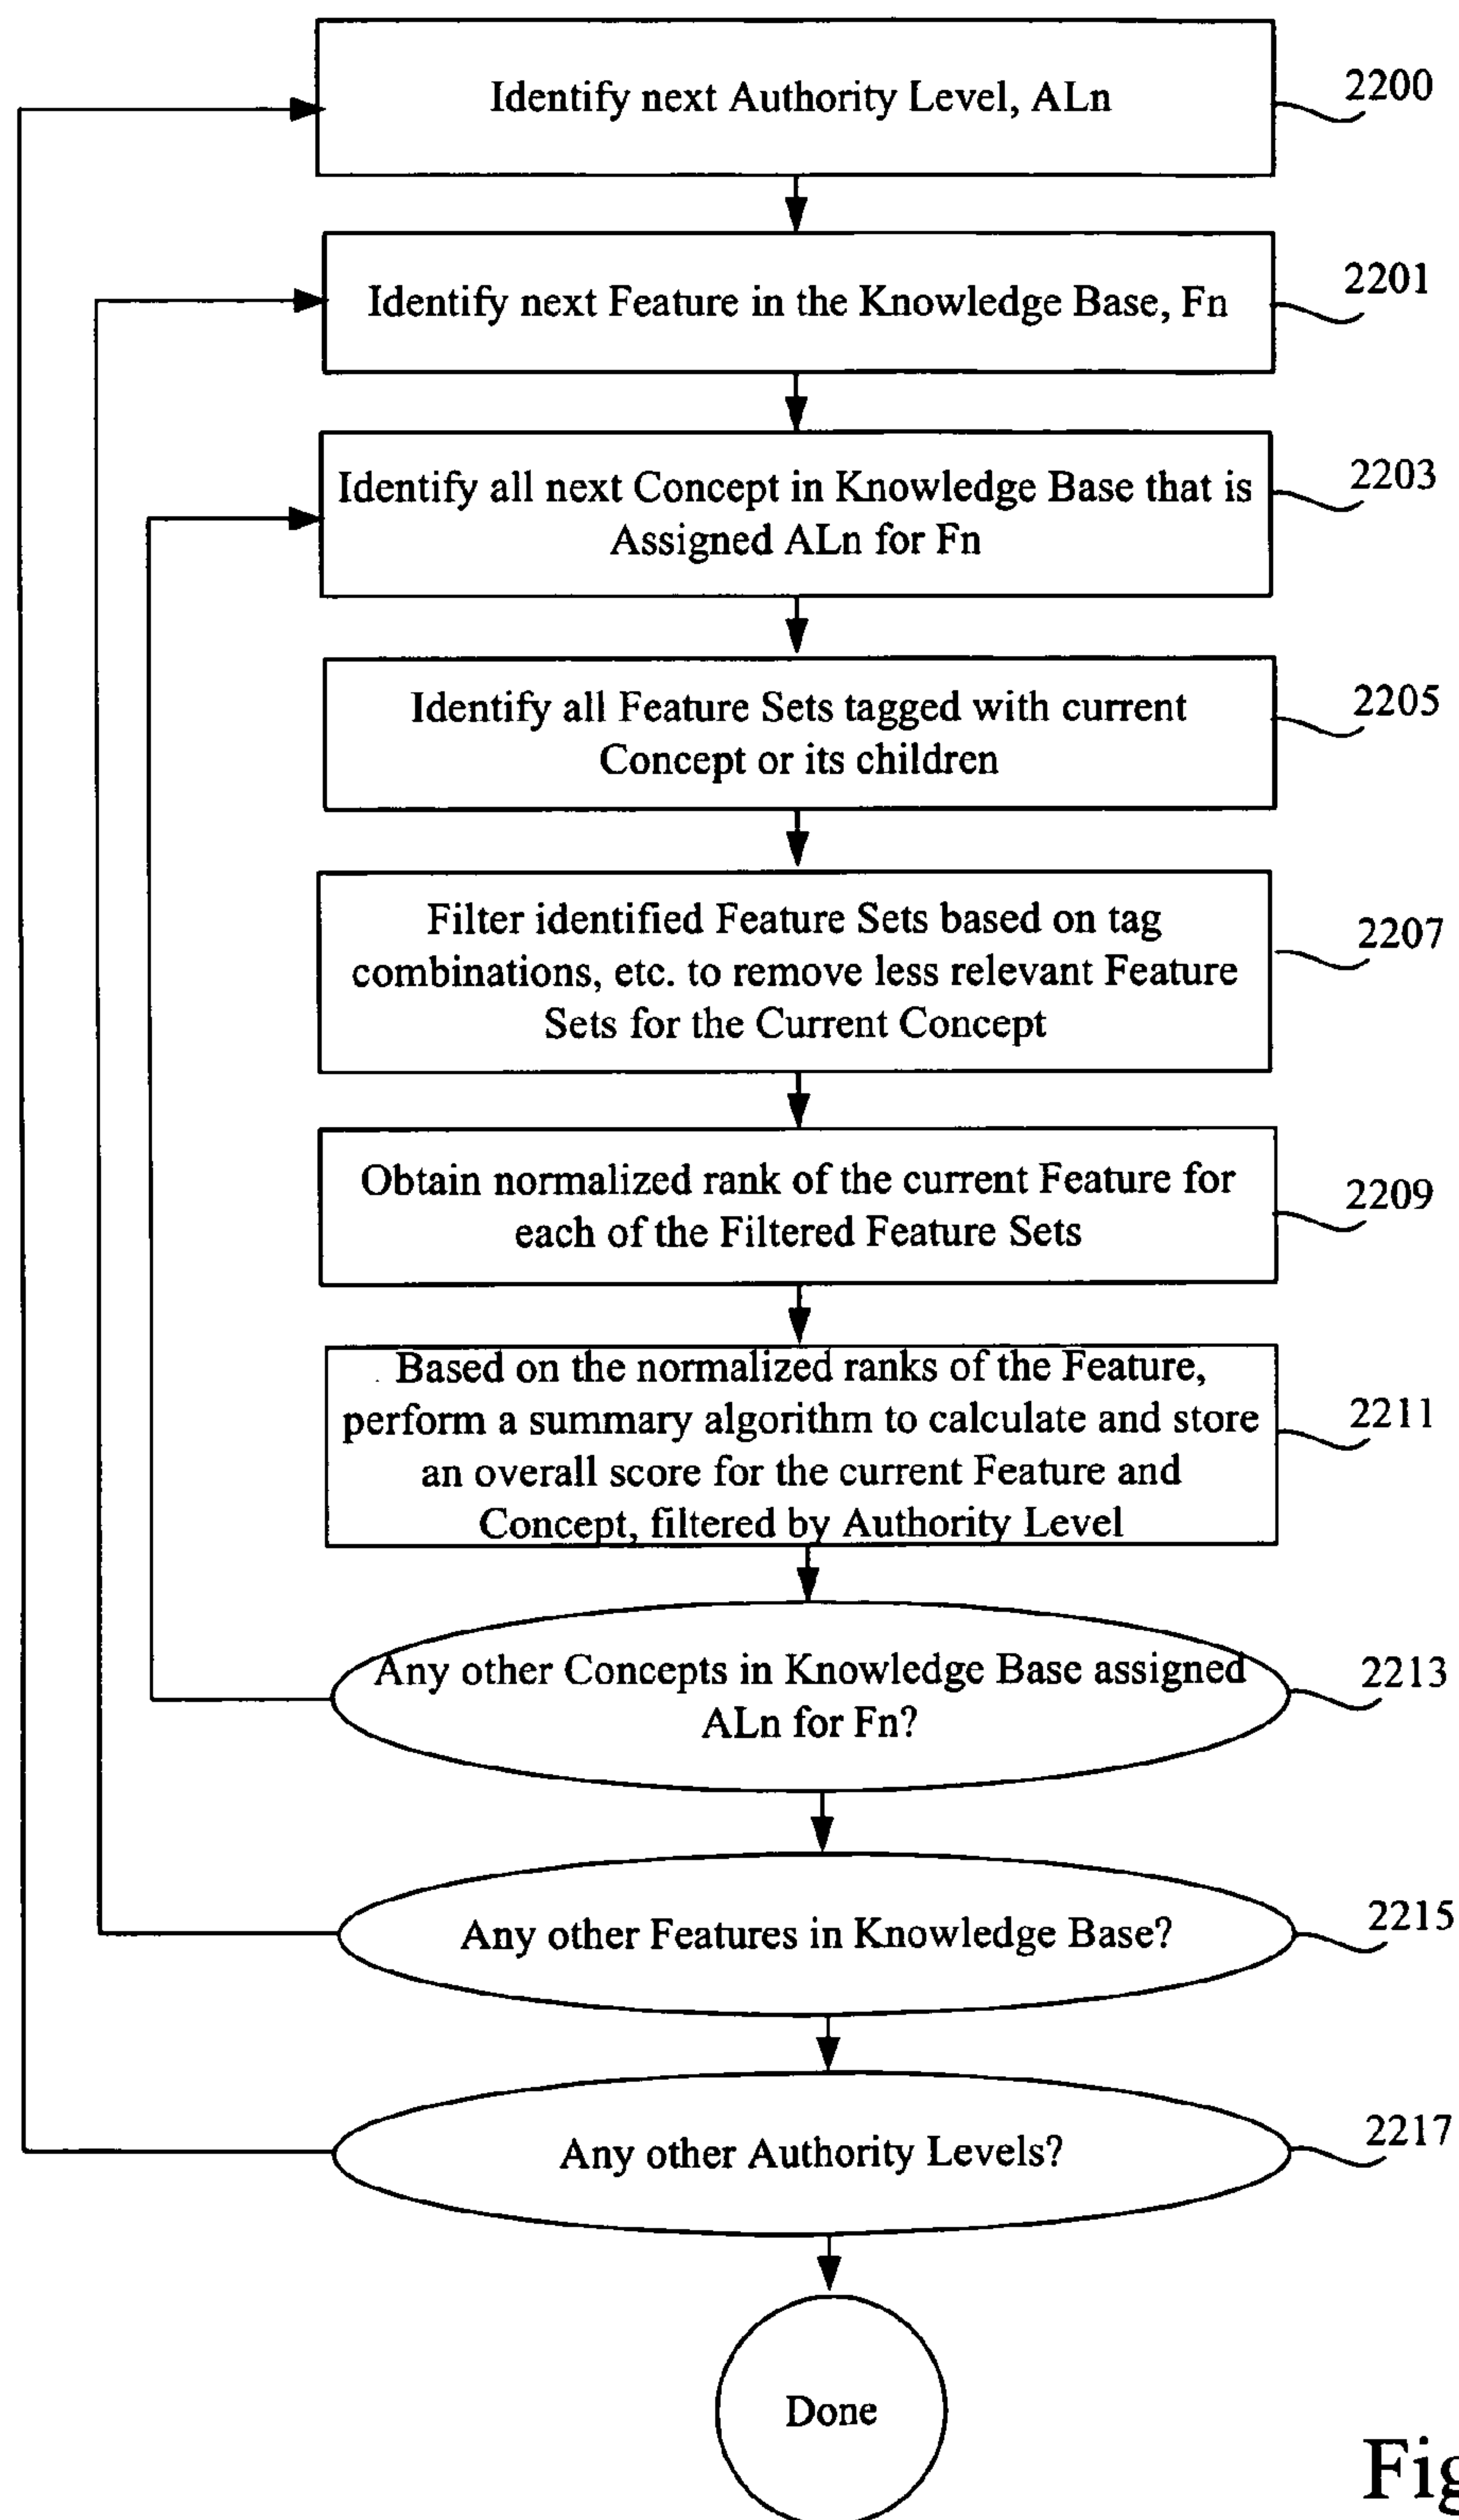 Identify next Authority Level, ALn
2200
Identify next Feature in the Knowledge Base, Fn
2201
Identify all next Concept in Knowledge Base that is
Assigned ALn for Fn
2203
Identify all Feature Sets tagged with current
Concept or its children
2205
Filter identified Feature Sets based on tag
combinations, etc. to remove less relevant Feature
Sets for the Current Concept
2207
Obtain normalized rank of the current Feature for
each of the Filtered Feature Sets
2209
Based on the normalized ranks of the Feature,
perform a summary algorithm to calculate and store
an overall score for the current Feature and
Concept, filtered by Authority Level
2211
Any other Concepts in Knowledge Base assigned
ALn for Fn?
2213
Any other Features in Knowledge Base?
2215
Any other Authority Levels?
2217
Done